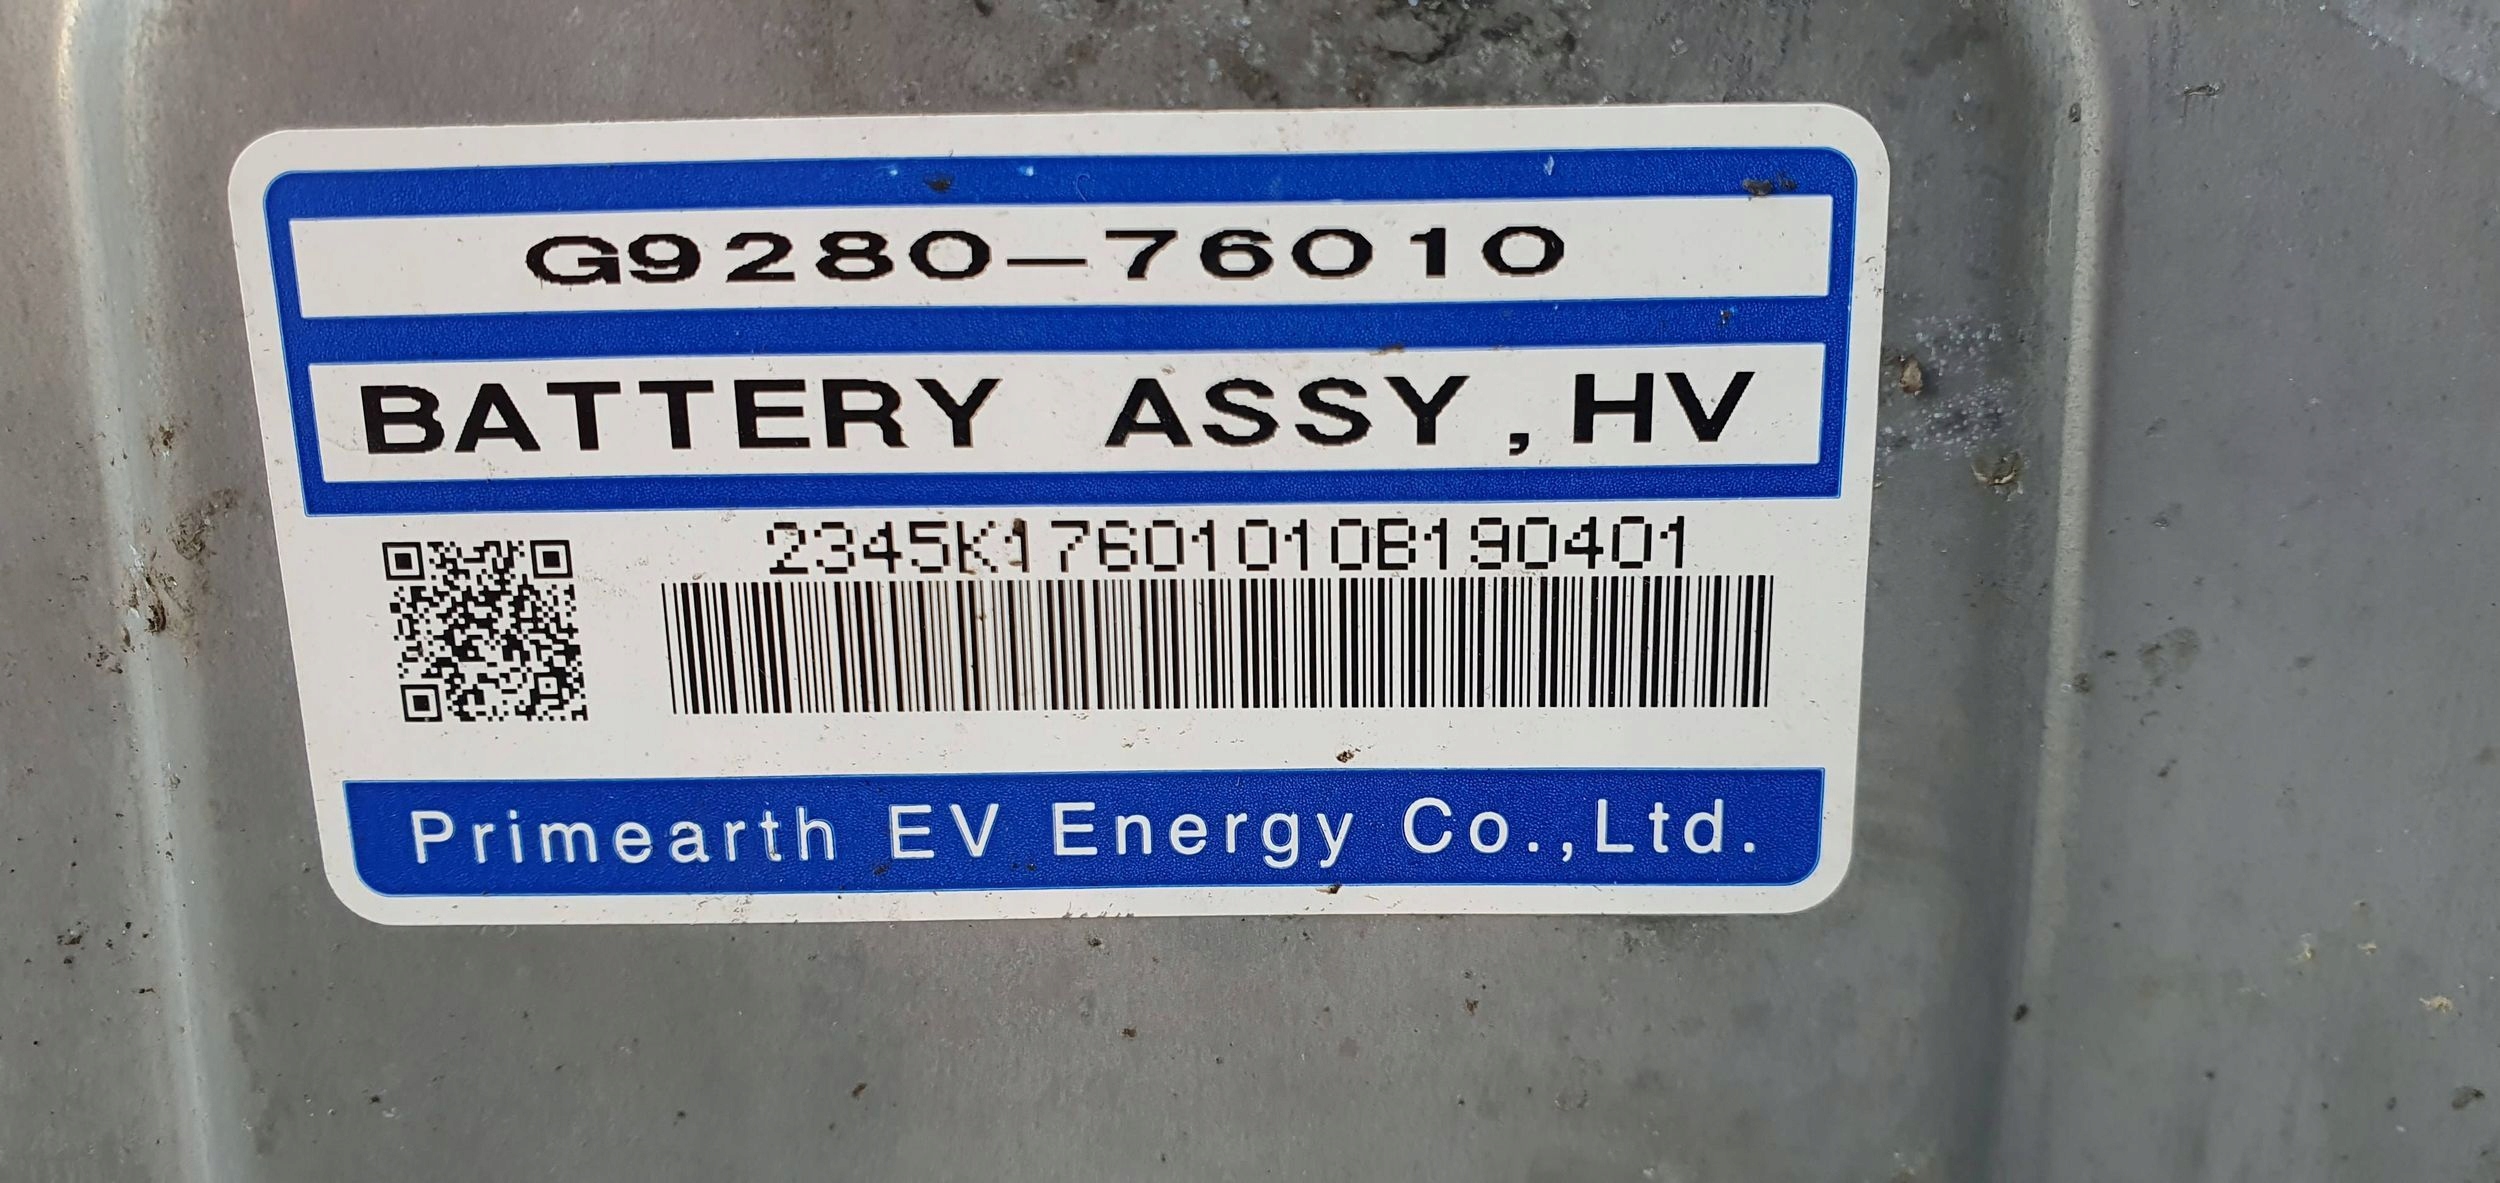 G9280-76010
BATTERY ASSY,HV
2345K17601010B190401
Primearth EV Energy Co.,Ltd.